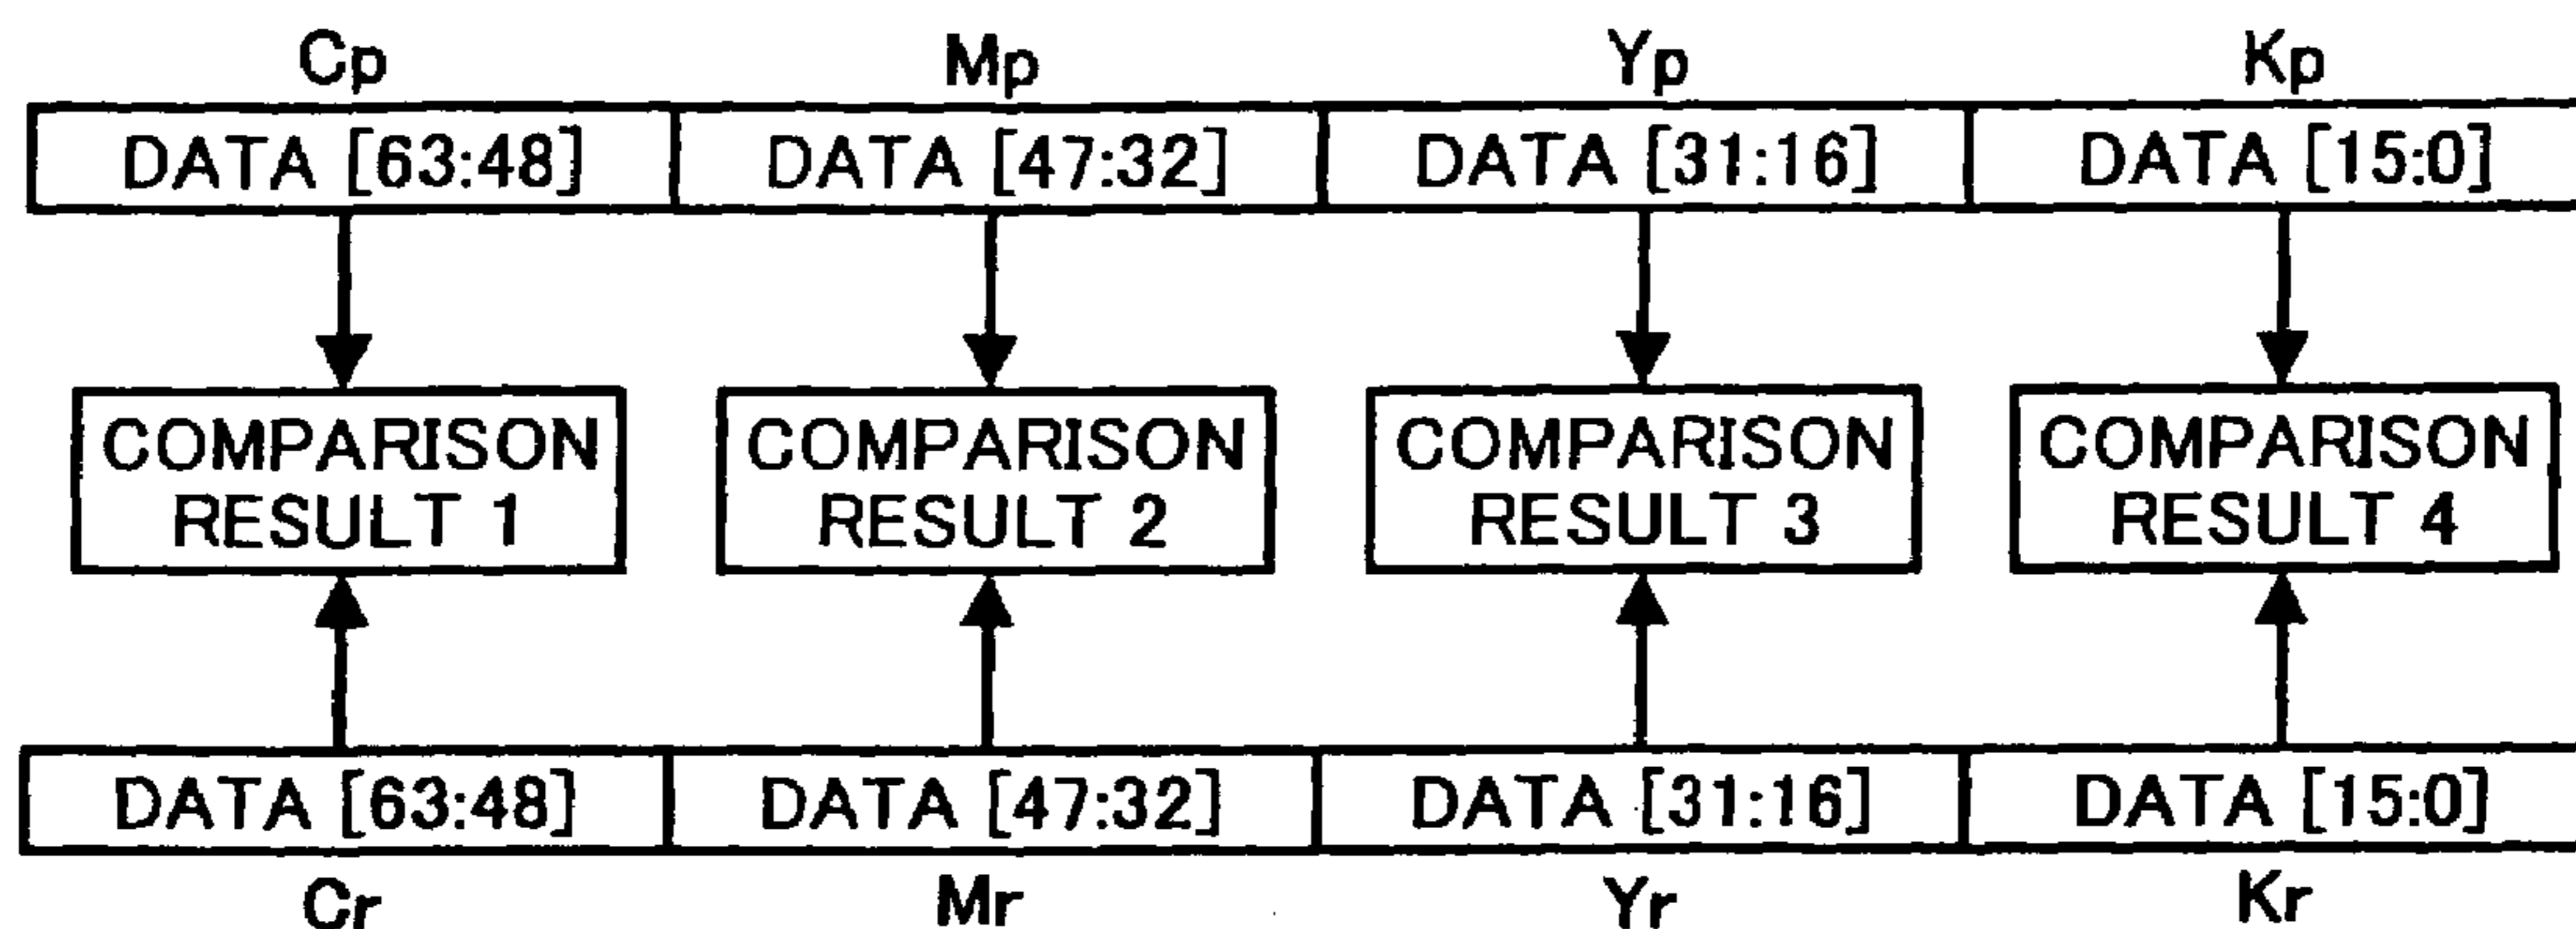 Cp Mp Yp Kp
DATA [63:48] DATA [47:32] DATA [31:16] DATA [15:0]
COMPARISON COMPARISON COMPARISON COMPARISON
RESULT 1 RESULT 2 RESULT 3 RESULT 4
DATA [63:48] DATA [47:32] DATA [31:16] DATA [15:0]
Cr Mr Yr Kr